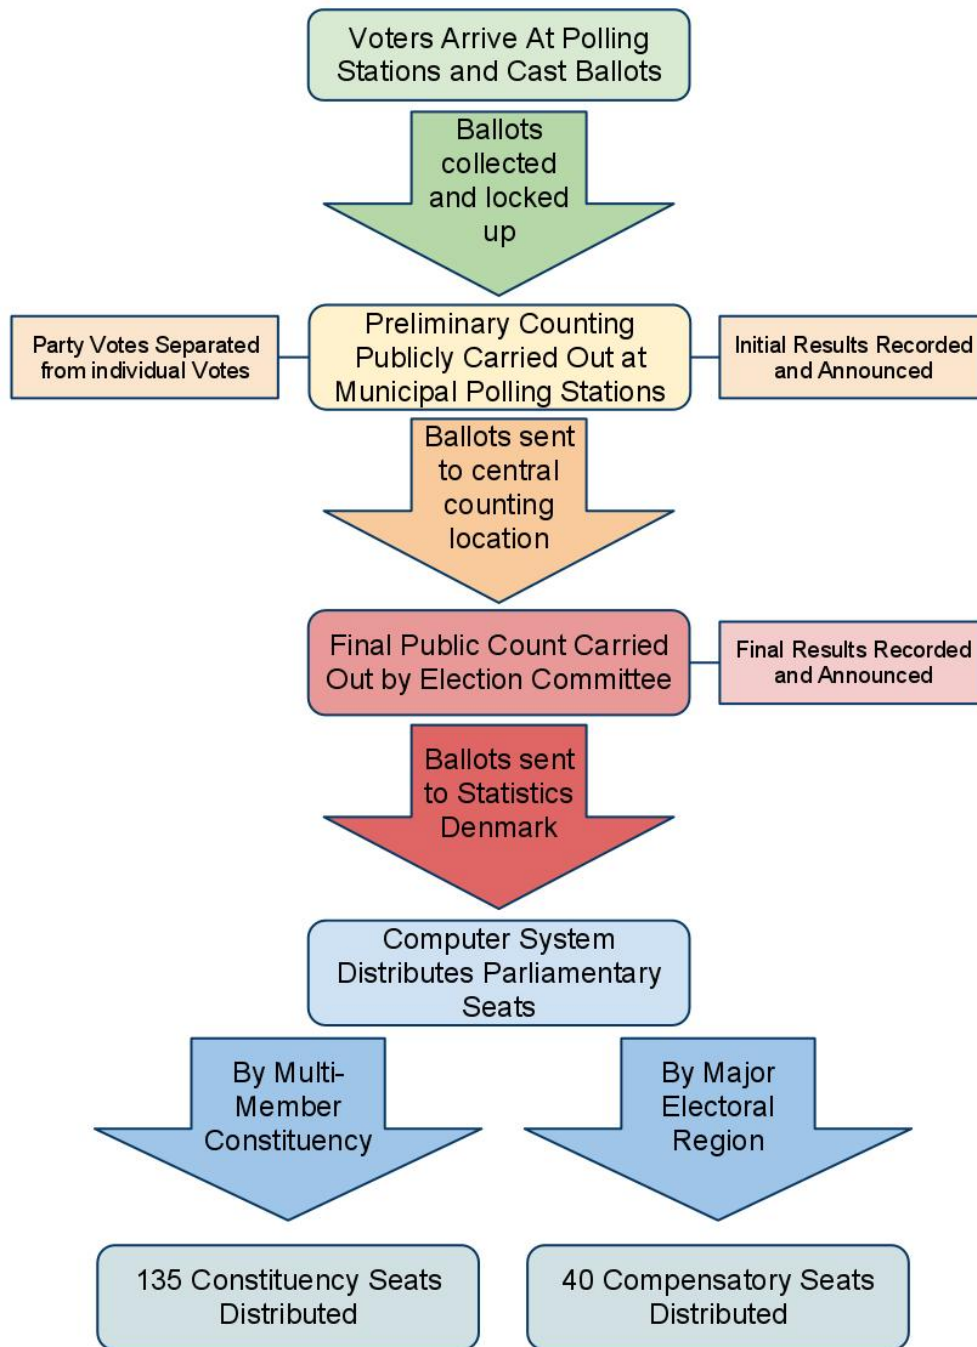 Voters Arrive At Polling
Stations and Cast Ballots
Ballots
collected
and locked
up
Party Votes Separated
from individual Votes
Preliminary Counting
Publicly Carried Out at
Municipal Polling Stations
Initial Results Recorded
and Announced
Ballots sent
to central
counting
location
Final Public Count Carried
Out by Election Committee
Final Results Recorded
and Announced
Ballots sent
to Statistics
Denmark
Computer System
Distributes Parliamentary
Seats
By Multi-
Member
Constituency
By Major
Electoral
Region
135 Constituency Seats
Distributed
40 Compensatory Seats
Distributed